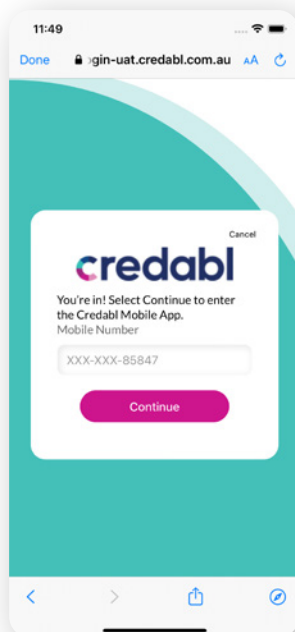 11:49
Done gin-uat.credabl.com.au AA
Cancel
credabl
You're in! Select Continue to enter
the Credabl Mobile App.
Mobile Number
XXX-XXX-85847
Continue